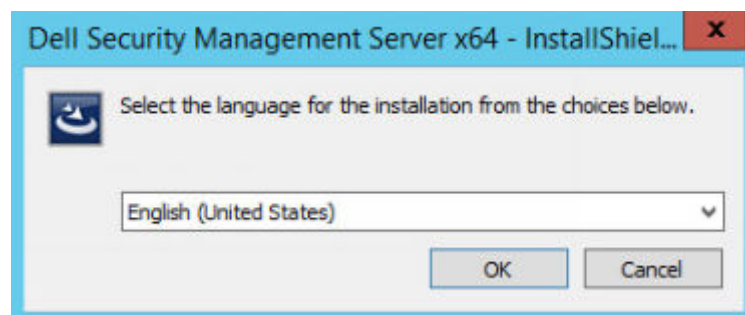 Dell Security Management Server x64 - InstallShiel...
x
Select the language for the installation from the choices below.
English (United States)
OK
Cancel